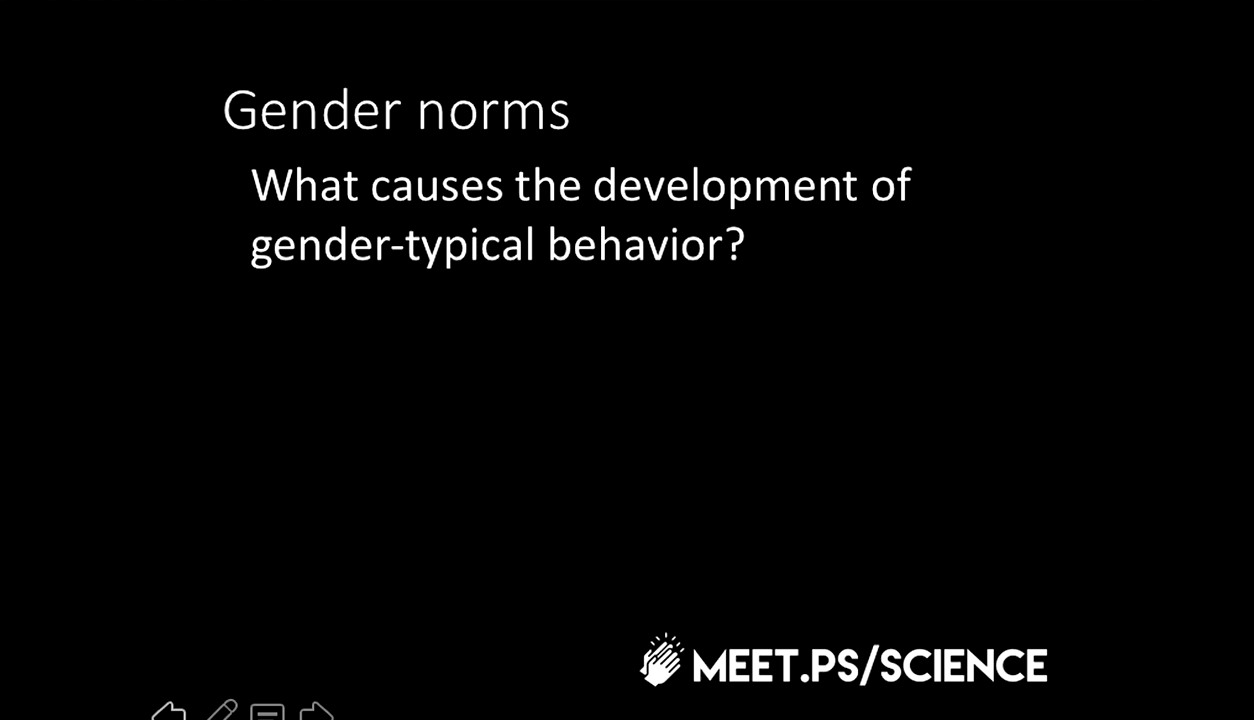 Gender norms
What causes the development of
gender-typical behavior?
MEET.PS/SCIENCE